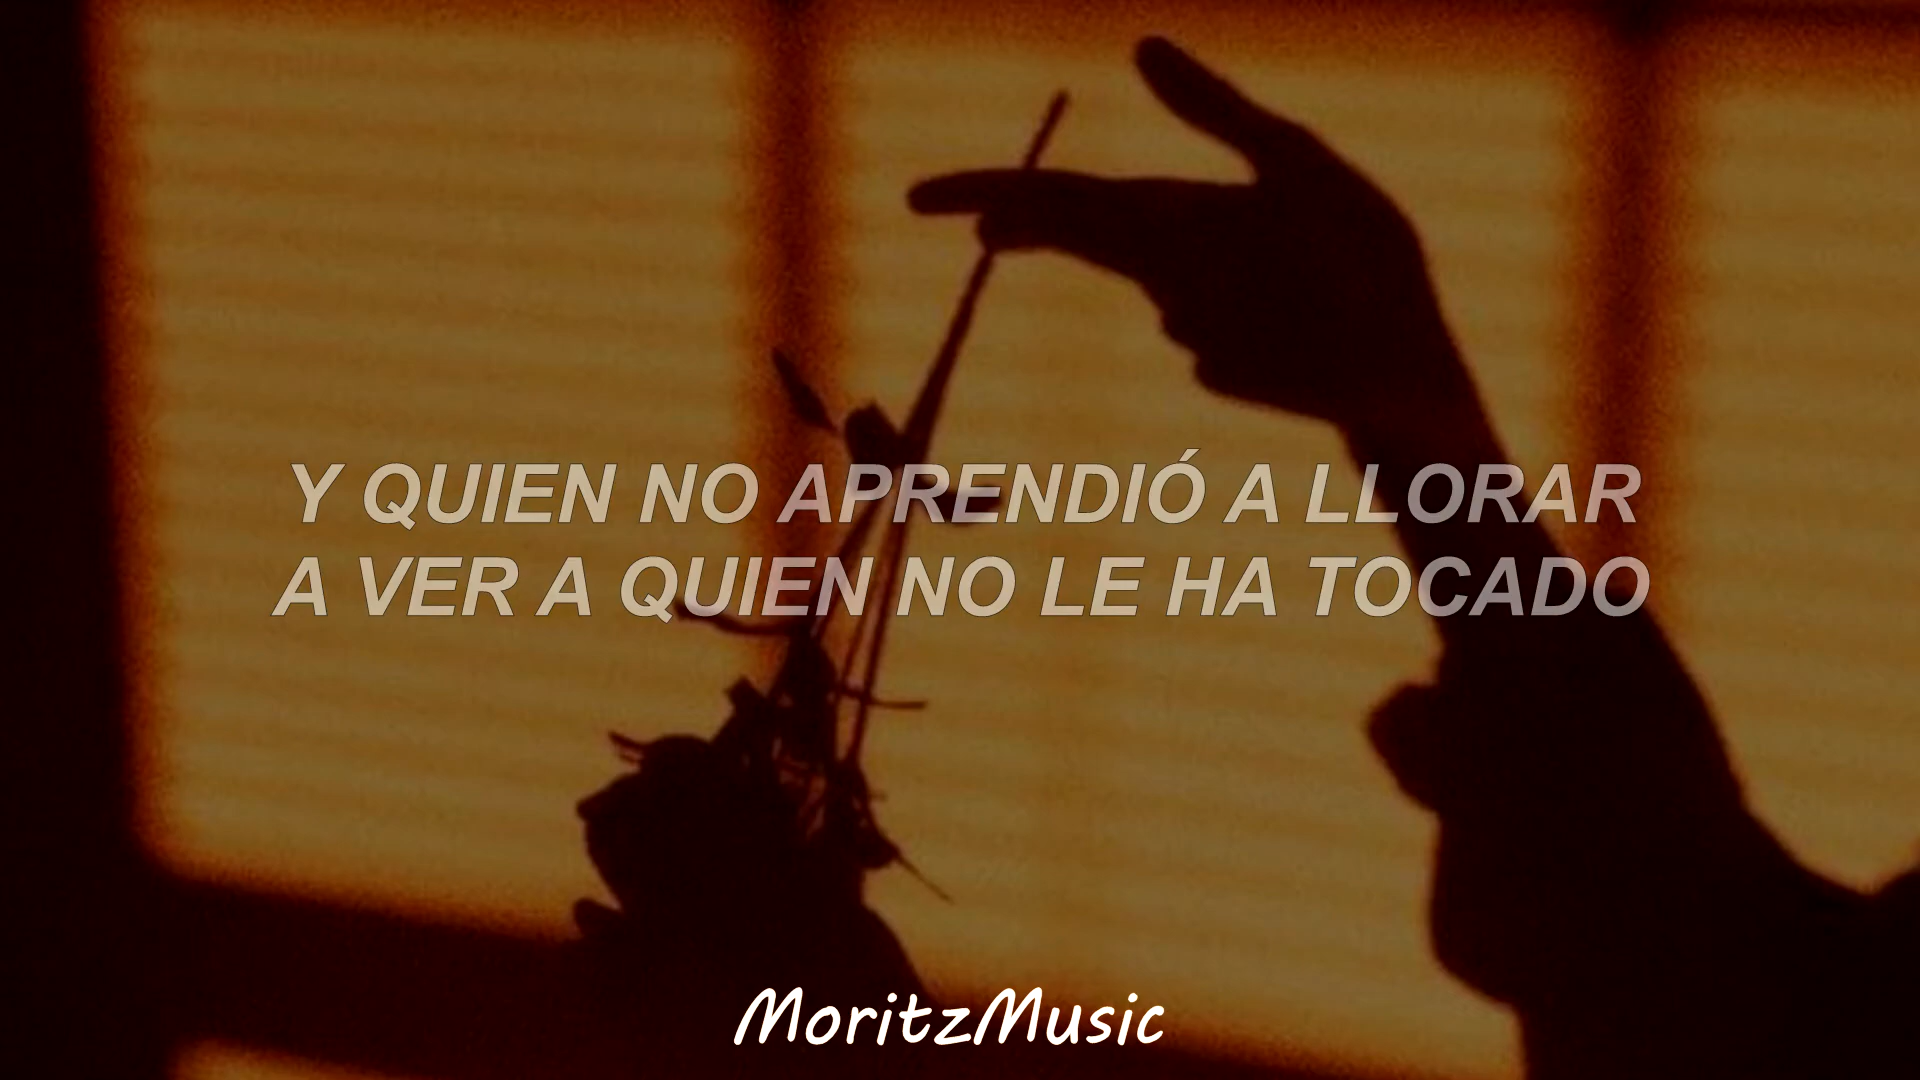 Y QUIEN NO APRENDIÓ A LLORAR
A VER A QUIEN NO LE HA TOCADO
MoritzMusic